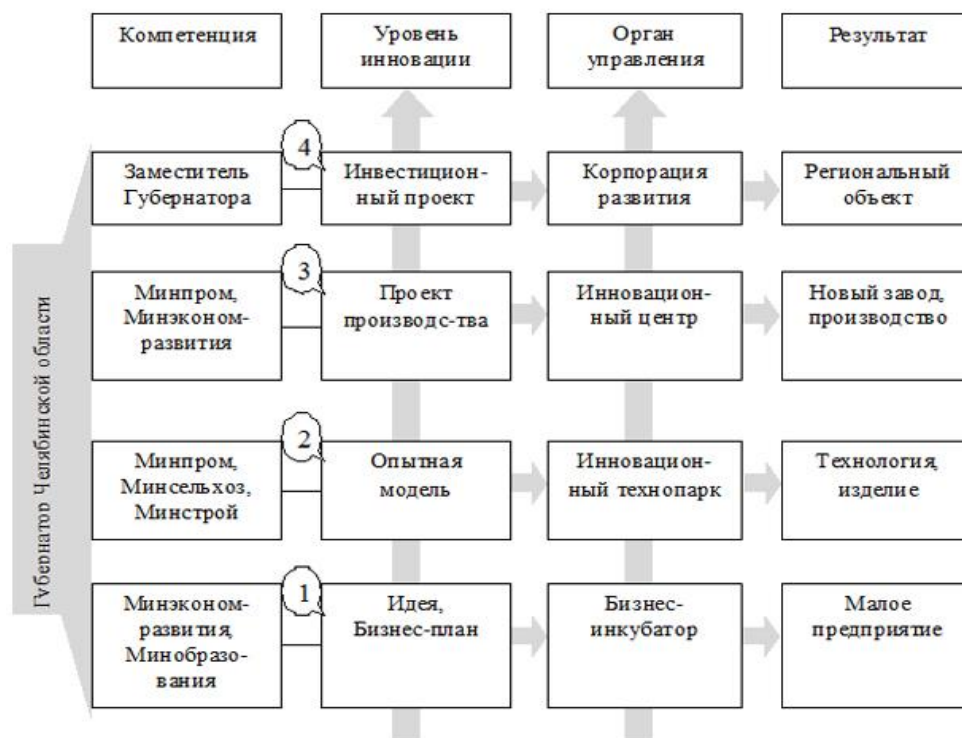 Компетенция
Уровень
инновации
Орган
управления
Результат
Губернатор Челябинской области
Заместитель
Губернатора
4
Инвестицион-
ный проект
Корпорация
развития
Региональный
объект
Минпром,
Минэконом-
развития
3
Проект
производс-тва
Инновацион-
ный центр
Новый завод,
производство
Минпром,
Минсельхоз,
Минстрой
2
Опытная
модель
Инновацион-
ный технопарк
Технология,
изделие
Минэконом-
развития,
Минобразо-
вания
1
Идея,
Бизнес-план
Бизнес-
инкубатор
Малое
предприятие